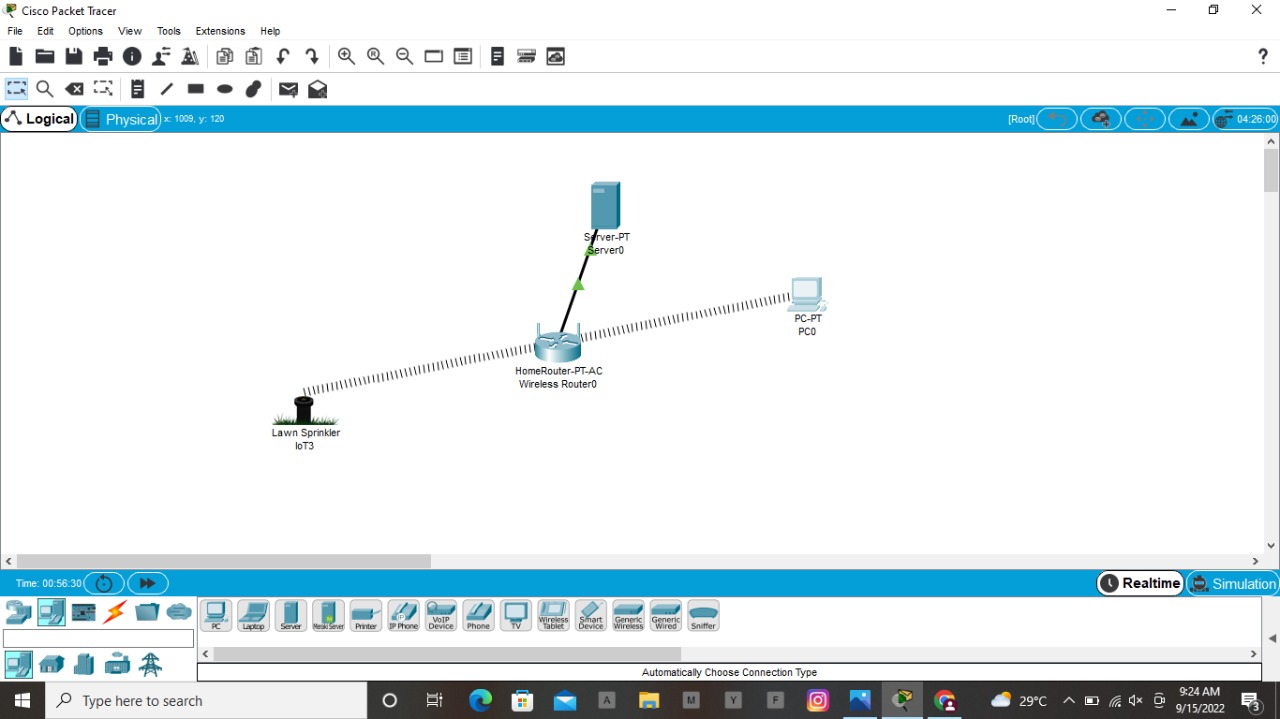 Cisco Packet Tracer
File Edit Options View Tools Extensions Help
?
Logical Physical x: 1009, y: 120 [Root] 04:26:00
Server-PT
Server0
PC-PT
PC0
HomeRouter-PT-AC
Wireless Router0
Lawn Sprinkler
IoT3
Time: 00:56:30 Realtime Simulation
PC Laptop Server Meraki Server Printer IP Phone VoIP Device Phone TV Wireless Tablet Smart Device Generic Wireless Generic Wired Sniffer
Automatically Choose Connection Type
Type here to search A M Y F 29°C 9:24 AM
9/15/2022 3